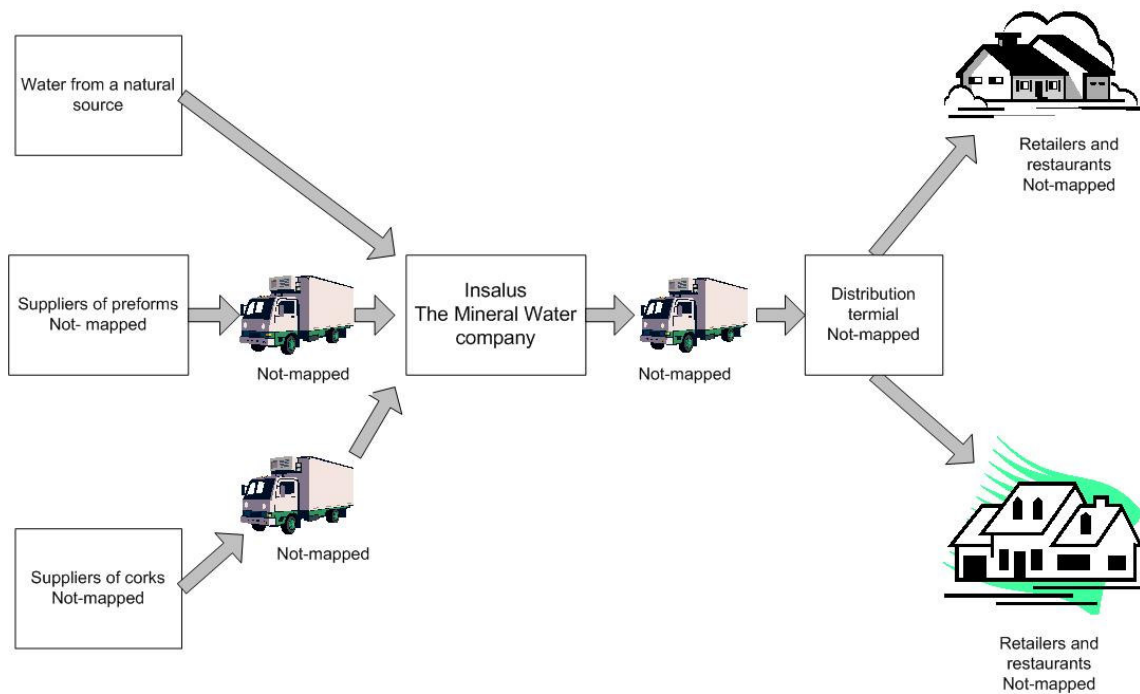 Water from a natural
source
Suppliers of preforms
Not- mapped
Not-mapped
Suppliers of corks
Not-mapped
Not-mapped
Insalus
The Mineral Water
company
Not-mapped
Distribution
termial
Not-mapped
Retailers and
restaurants
Not-mapped
Retailers and
restaurants
Not-mapped